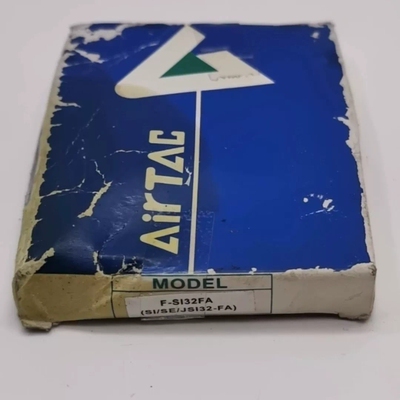 AirTAC
MODEL
F-SI32FA
(SI/SE/JSI32-FA)